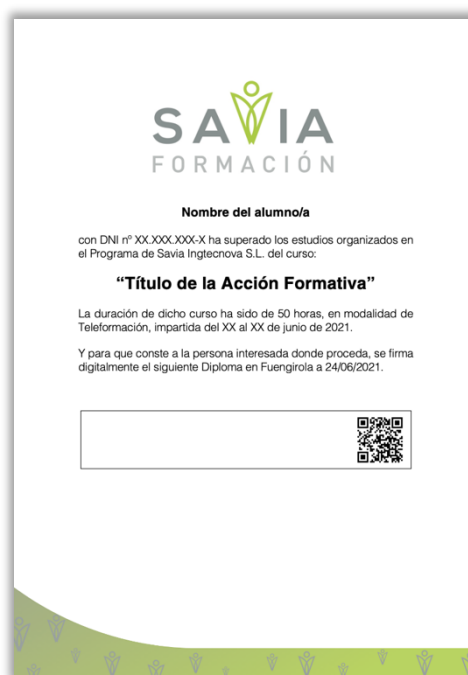 SAVIA
FORMACIÓN
Nombre del alumno/a
con DNI nº XX.XXX.XXX-X ha superado los estudios organizados en
el Programa de Savia Ingtecnova S.L. del curso:
“Título de la Acción Formativa”
La duración de dicho curso ha sido de 50 horas, en modalidad de
Teleformación, impartida del XX al XX de junio de 2021.
Y para que conste a la persona interesada donde proceda, se firma
digitalmente el siguiente Diploma en Fuengirola a 24/06/2021.